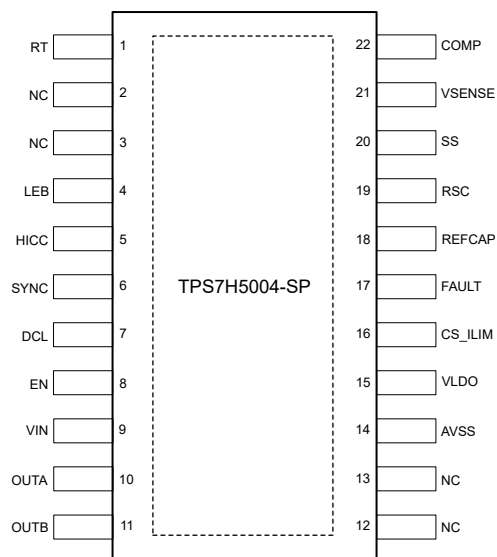 RT 1 22 COMP
NC 2 21 VSENSE
NC 3 20 SS
LEB 4 19 RSC
HICC 5 18 REFCAP
SYNC 6 TPS7H5004-SP 17 FAULT
DCL 7 16 CS_ILIM
EN 8 15 VLDO
VIN 9 14 AVSS
OUTA 10 13 NC
OUTB 11 12 NC